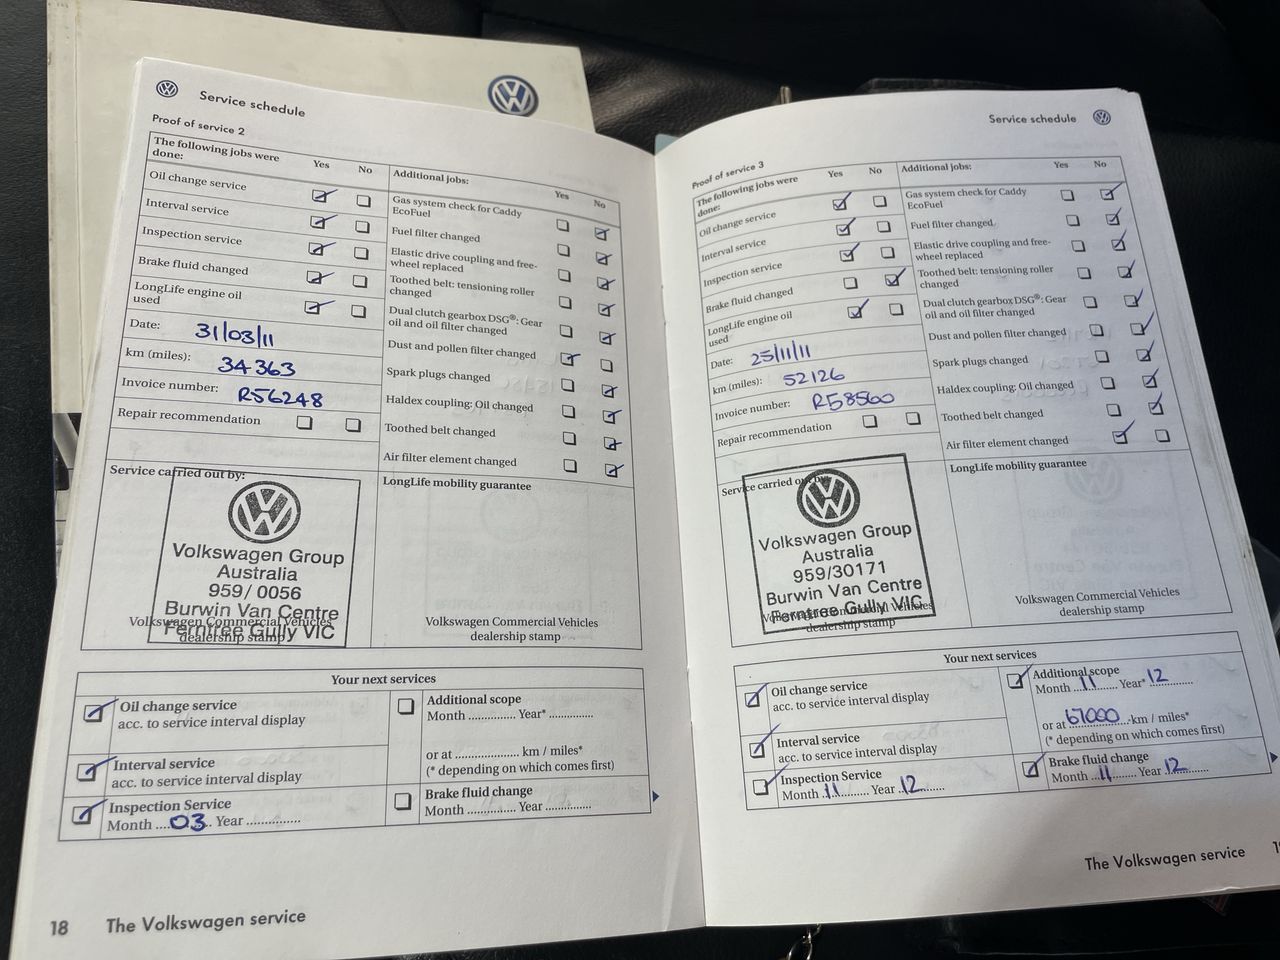 Service schedule
Proof of service 2
The following jobs were done:
Yes
No
Oil change service
Interval service
Inspection service
Brake fluid changed
LongLife engine oil used
Date: 31/03/11
km (miles): 34363
Invoice number: R56248
Repair recommendation
Additional jobs:
Yes
No
Gas system check for Caddy EcoFuel
Fuel filter changed
Elastic drive coupling and free-
wheel replaced
Toothed belt: tensioning roller
changed
Dual clutch gearbox DSG®: Gear
oil and oil filter changed
Dust and pollen filter changed
Spark plugs changed
Haldex coupling: Oil changed
Toothed belt changed
Air filter element changed
Service carried out by:
Volkswagen Group
Australia
959/ 0056
Burwin Van Centre
Ferntree Gully VIC
Volkswagen Commercial Vehicles
dealership stamp
LongLife mobility guarantee
Volkswagen Commercial Vehicles
dealership stamp
Your next services
Oil change service
acc. to service interval display
Interval service
acc. to service interval display
Inspection Service
Month ....03.. Year ...............
Additional scope
Month .............. Year* .............
or at .................... km / miles*
(* depending on which comes first)
Brake fluid change
Month .............. Year ..............
18 The Volkswagen service
Service schedule
Proof of service 3
The following jobs were
done:
Yes
No
Oil change service
Interval service
Inspection service
Brake fluid changed
LongLife engine oil
used
Date: 25/11/11
km (miles): 52126
Invoice number: R58560
Repair recommendation
Additional jobs:
Yes
No
Gas system check for Caddy
EcoFuel
Fuel filter changed
Elastic drive coupling and free-
wheel replaced
Toothed belt: tensioning roller
changed
Dual clutch gearbox DSG®: Gear
oil and oil filter changed
Dust and pollen filter changed
Spark plugs changed
Haldex coupling: Oil changed
Toothed belt changed
Air filter element changed
Service carried out by:
Volkswagen Group
Australia
959/30171
Burwin Van Centre
Ferntree Gully VIC
Volkswagen Commercial Vehicles
dealership stamp
LongLife mobility guarantee
Volkswagen Commercial Vehicles
dealership stamp
Your next services
Oil change service
acc. to service interval display
Interval service
acc. to service interval display
Inspection Service
Month .11..... Year .12.......
Additional scope
Month ...11...... Year* .12.......
or at 67000 .km / miles*
(* depending on which comes first)
Brake fluid change
Month ....11...... Year .12........
The Volkswagen service